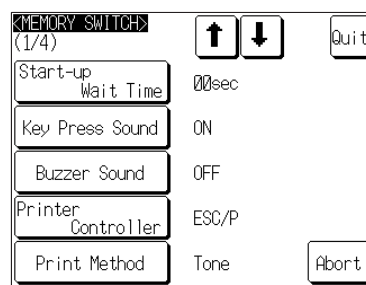 <MEMORY SWITCH>
(1/4)
Quit
Start-up
Wait Time
00sec
Key Press Sound
ON
Buzzer Sound
OFF
Printer
Controller
ESC/P
Print Method
Tone
Abort